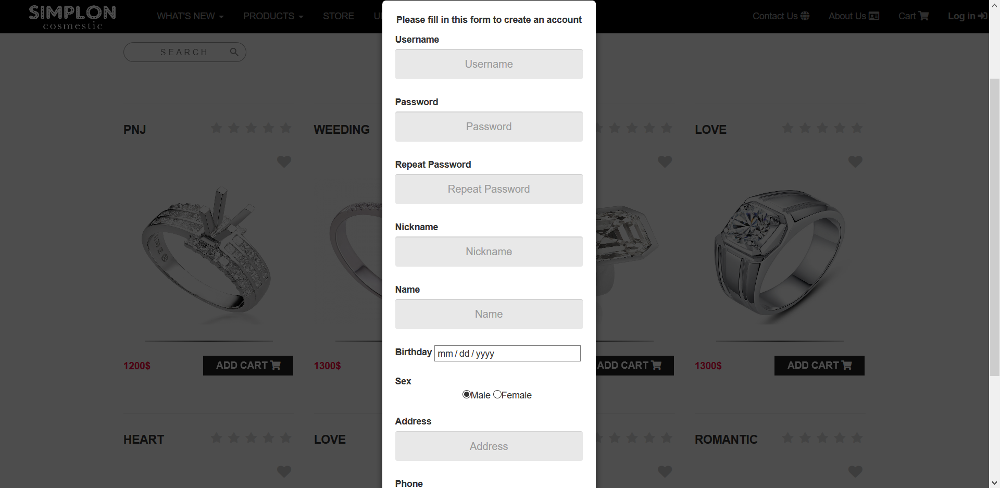 SIMPLON
cosmestic
WHAT'S NEW
PRODUCTS
STORE
Contact Us
About Us
Cart
Log in
SEARCH
Please fill in this form to create an account
Username
Username
Password
Password
Repeat Password
Repeat Password
Nickname
Nickname
Name
Name
Birthday mm/dd/yyyy
Sex
Male Female
Address
Address
Phone
PNJ
WEEDING
LOVE
1200$ ADD CART
1300$
ADD CART
1300$ ADD CART
HEART
LOVE
ROMANTIC